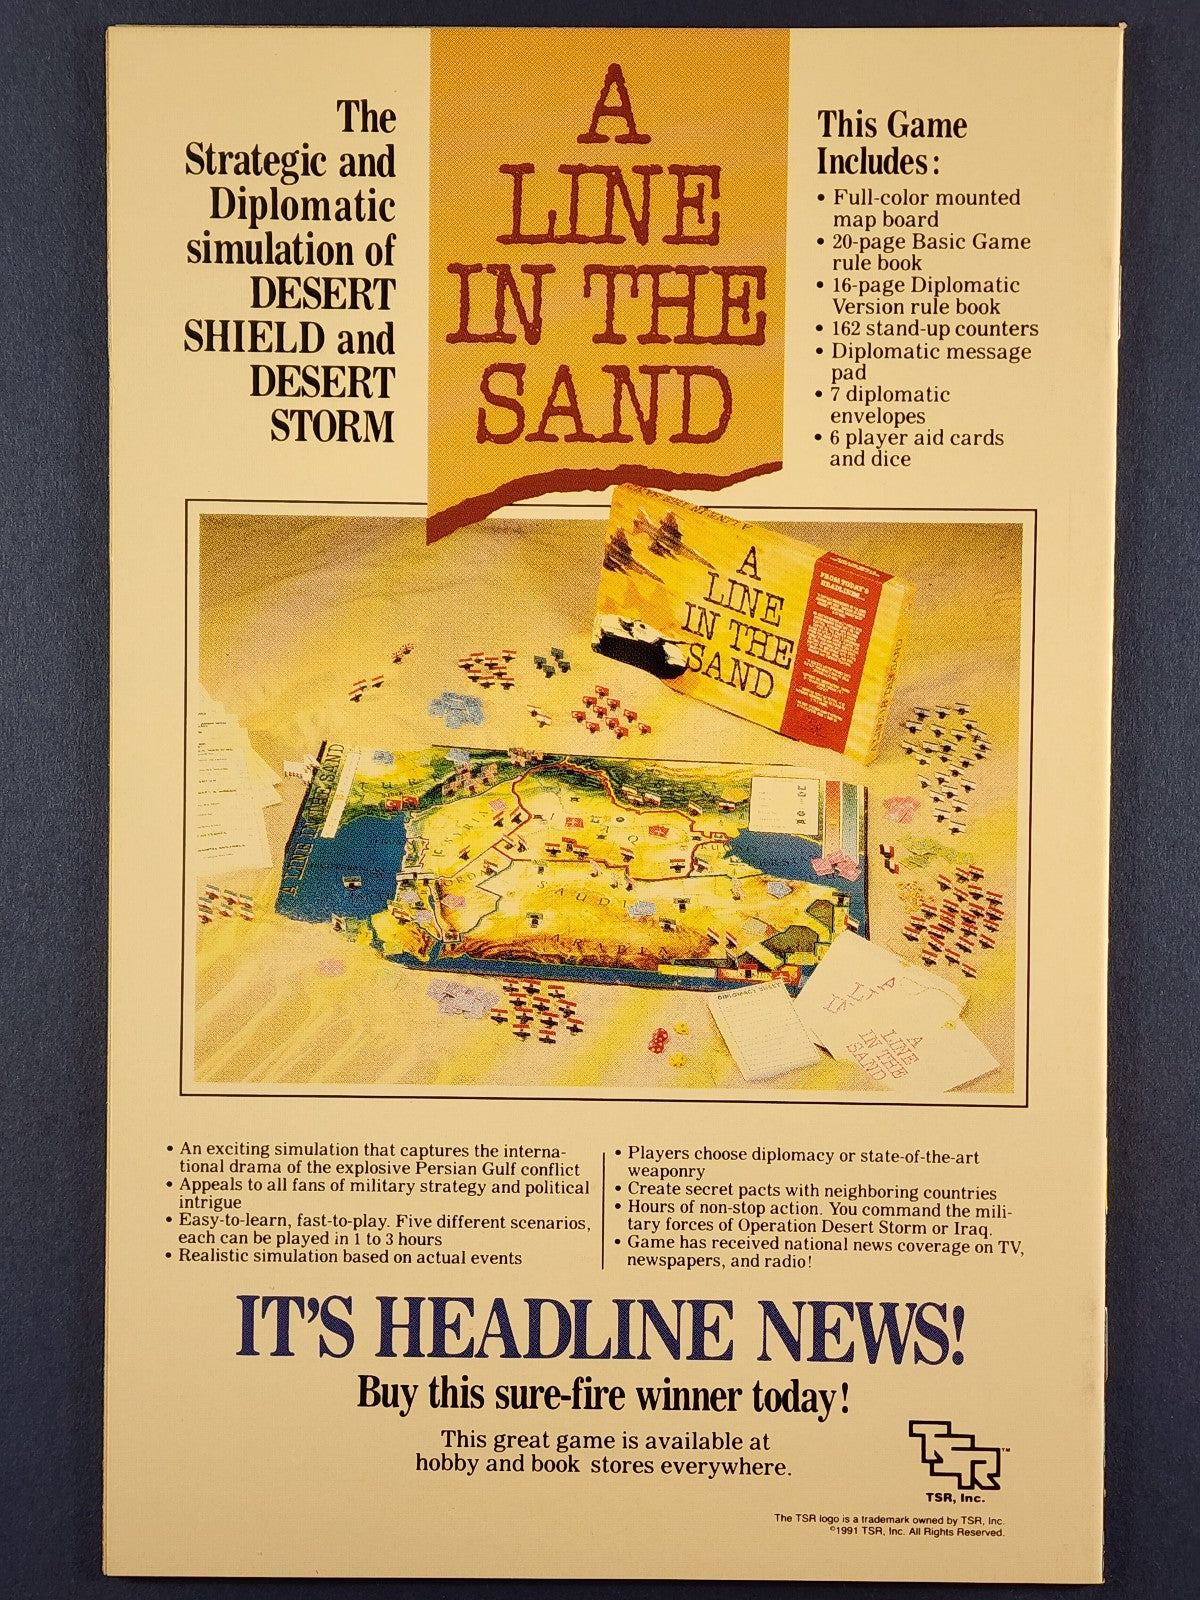 The
Strategic and
Diplomatic
simulation of
DESERT
SHIELD and
DESERT
STORM
A
LINE
IN THE
SAND
This Game
Includes:
• Full-color mounted
map board
• 20-page Basic Game
rule book
• 16-page Diplomatic
Version rule book
• 162 stand-up counters
• Diplomatic message
pad
• 7 diplomatic
envelopes
• 6 player aid cards
and dice
A
LINE
IN THE
SAND
FROM TODAY'S
HEADLINES...
A LINE IN THE SAND
SYRIA
IRAQ
SAUDI
ARABIA
DIPLOMACY SHEET
A
LINE
IN THE
SAND
• An exciting simulation that captures the interna-
tional drama of the explosive Persian Gulf conflict
• Appeals to all fans of military strategy and political
intrigue
• Easy-to-learn, fast-to-play. Five different scenarios,
each can be played in 1 to 3 hours
• Realistic simulation based on actual events
• Players choose diplomacy or state-of-the-art
weaponry
• Create secret pacts with neighboring countries
• Hours of non-stop action. You command the mili-
tary forces of Operation Desert Storm or Iraq.
• Game has received national news coverage on TV,
newspapers, and radio!
IT'S HEADLINE NEWS!
Buy this sure-fire winner today!
This great game is available at
hobby and book stores everywhere.
TSR™
TSR, Inc.
The TSR logo is a trademark owned by TSR, Inc.
©1991 TSR, Inc. All Rights Reserved.